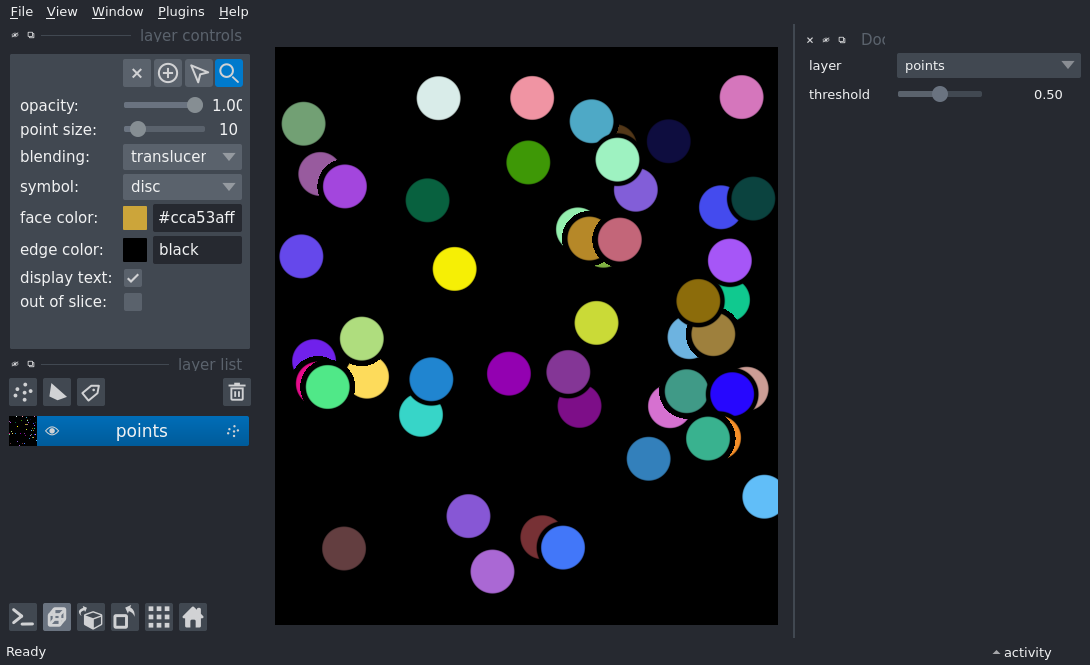 File View Window Plugins Help
layer controls
opacity: 1.00
point size: 10
blending: translucer
symbol: disc
face color: #cca53aff
edge color: black
display text:
out of slice:
layer list
points
layer points
threshold 0.50
Ready
activity